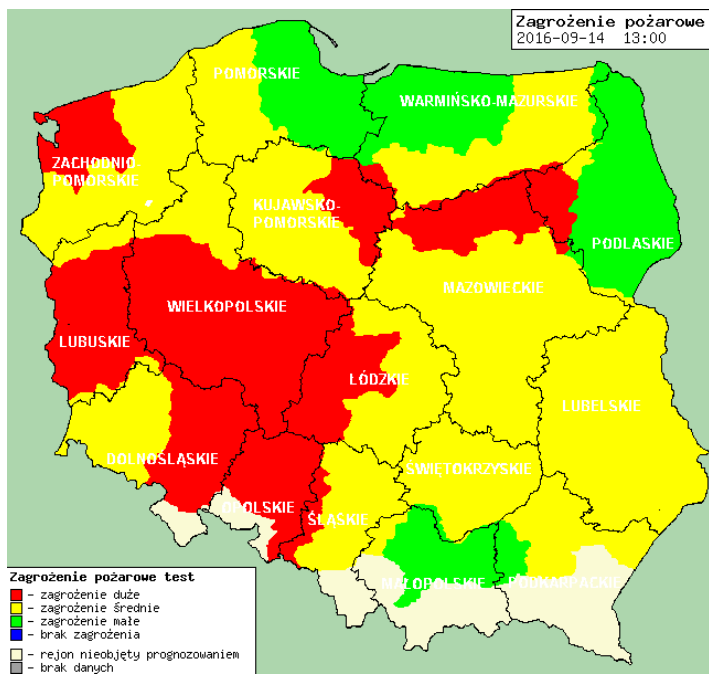 Zagrożenie pożarowe
2016-09-14 13:00
POMORSKIE
WARMIŃSKO-MAZURSKIE
ZACHODNIO
POMORSKIE
KUJAWSKO-
POMORSKIE
PODLASKIE
MAZOWIECKIE
WIELKOPOLSKIE
LUBUSKIE
ŁÓDZKIE
LUBELSKIE
DOLNOŚLĄSKIE
ŚWIĘTOKRZYSKIE
OPOLSKIE
ŚLĄSKIE
MAŁOPOLSKIE
PODKARPACKIE
Zagrożenie pożarowe test
- zagrożenie duże
- zagrożenie średnie
- zagrożenie małe
- brak zagrożenia
- rejon nieobjęty prognozowaniem
- brak danych